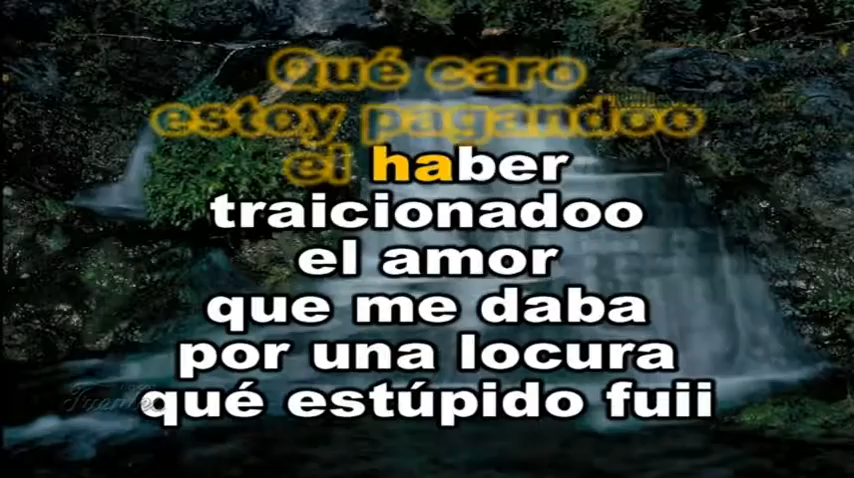 Qué caro
estoy pagandoo
el haber
traicionadoo
el amor
que me daba
por una locura
qué estúpido fuii